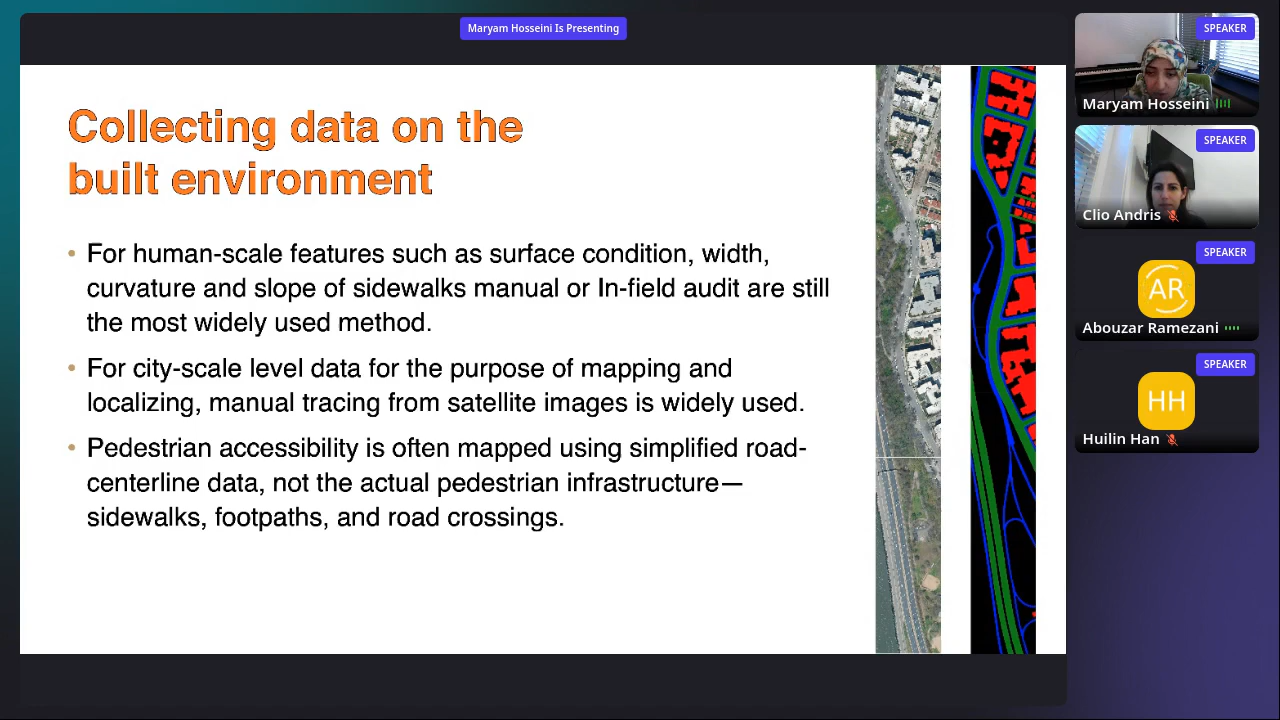 Maryam Hosseini Is Presenting
Collecting data on the
built environment
• For human-scale features such as surface condition, width,
curvature and slope of sidewalks manual or In-field audit are still
the most widely used method.
• For city-scale level data for the purpose of mapping and
localizing, manual tracing from satellite images is widely used.
• Pedestrian accessibility is often mapped using simplified road-
centerline data, not the actual pedestrian infrastructure—
sidewalks, footpaths, and road crossings.
SPEAKER
Maryam Hosseini
SPEAKER
Clio Andris
SPEAKER
AR
Abouzar Ramezani
SPEAKER
HH
Huilin Han